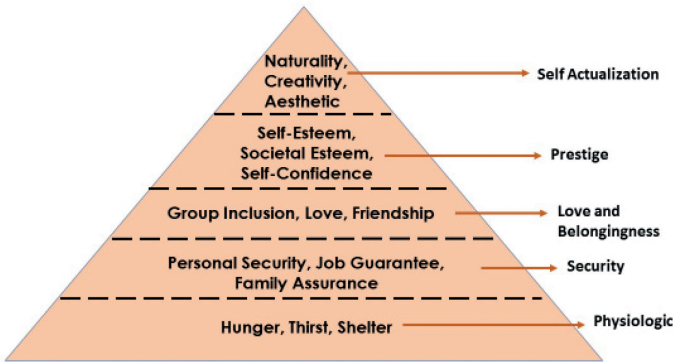 Naturality,
Creativity,
Aesthetic
Self Actualization
Self-Esteem,
Societal Esteem,
Self-Confidence
Prestige
Group Inclusion, Love, Friendship
Love and
Belongingness
Personal Security, Job Guarantee,
Family Assurance
Security
Hunger, Thirst, Shelter
Physiologic